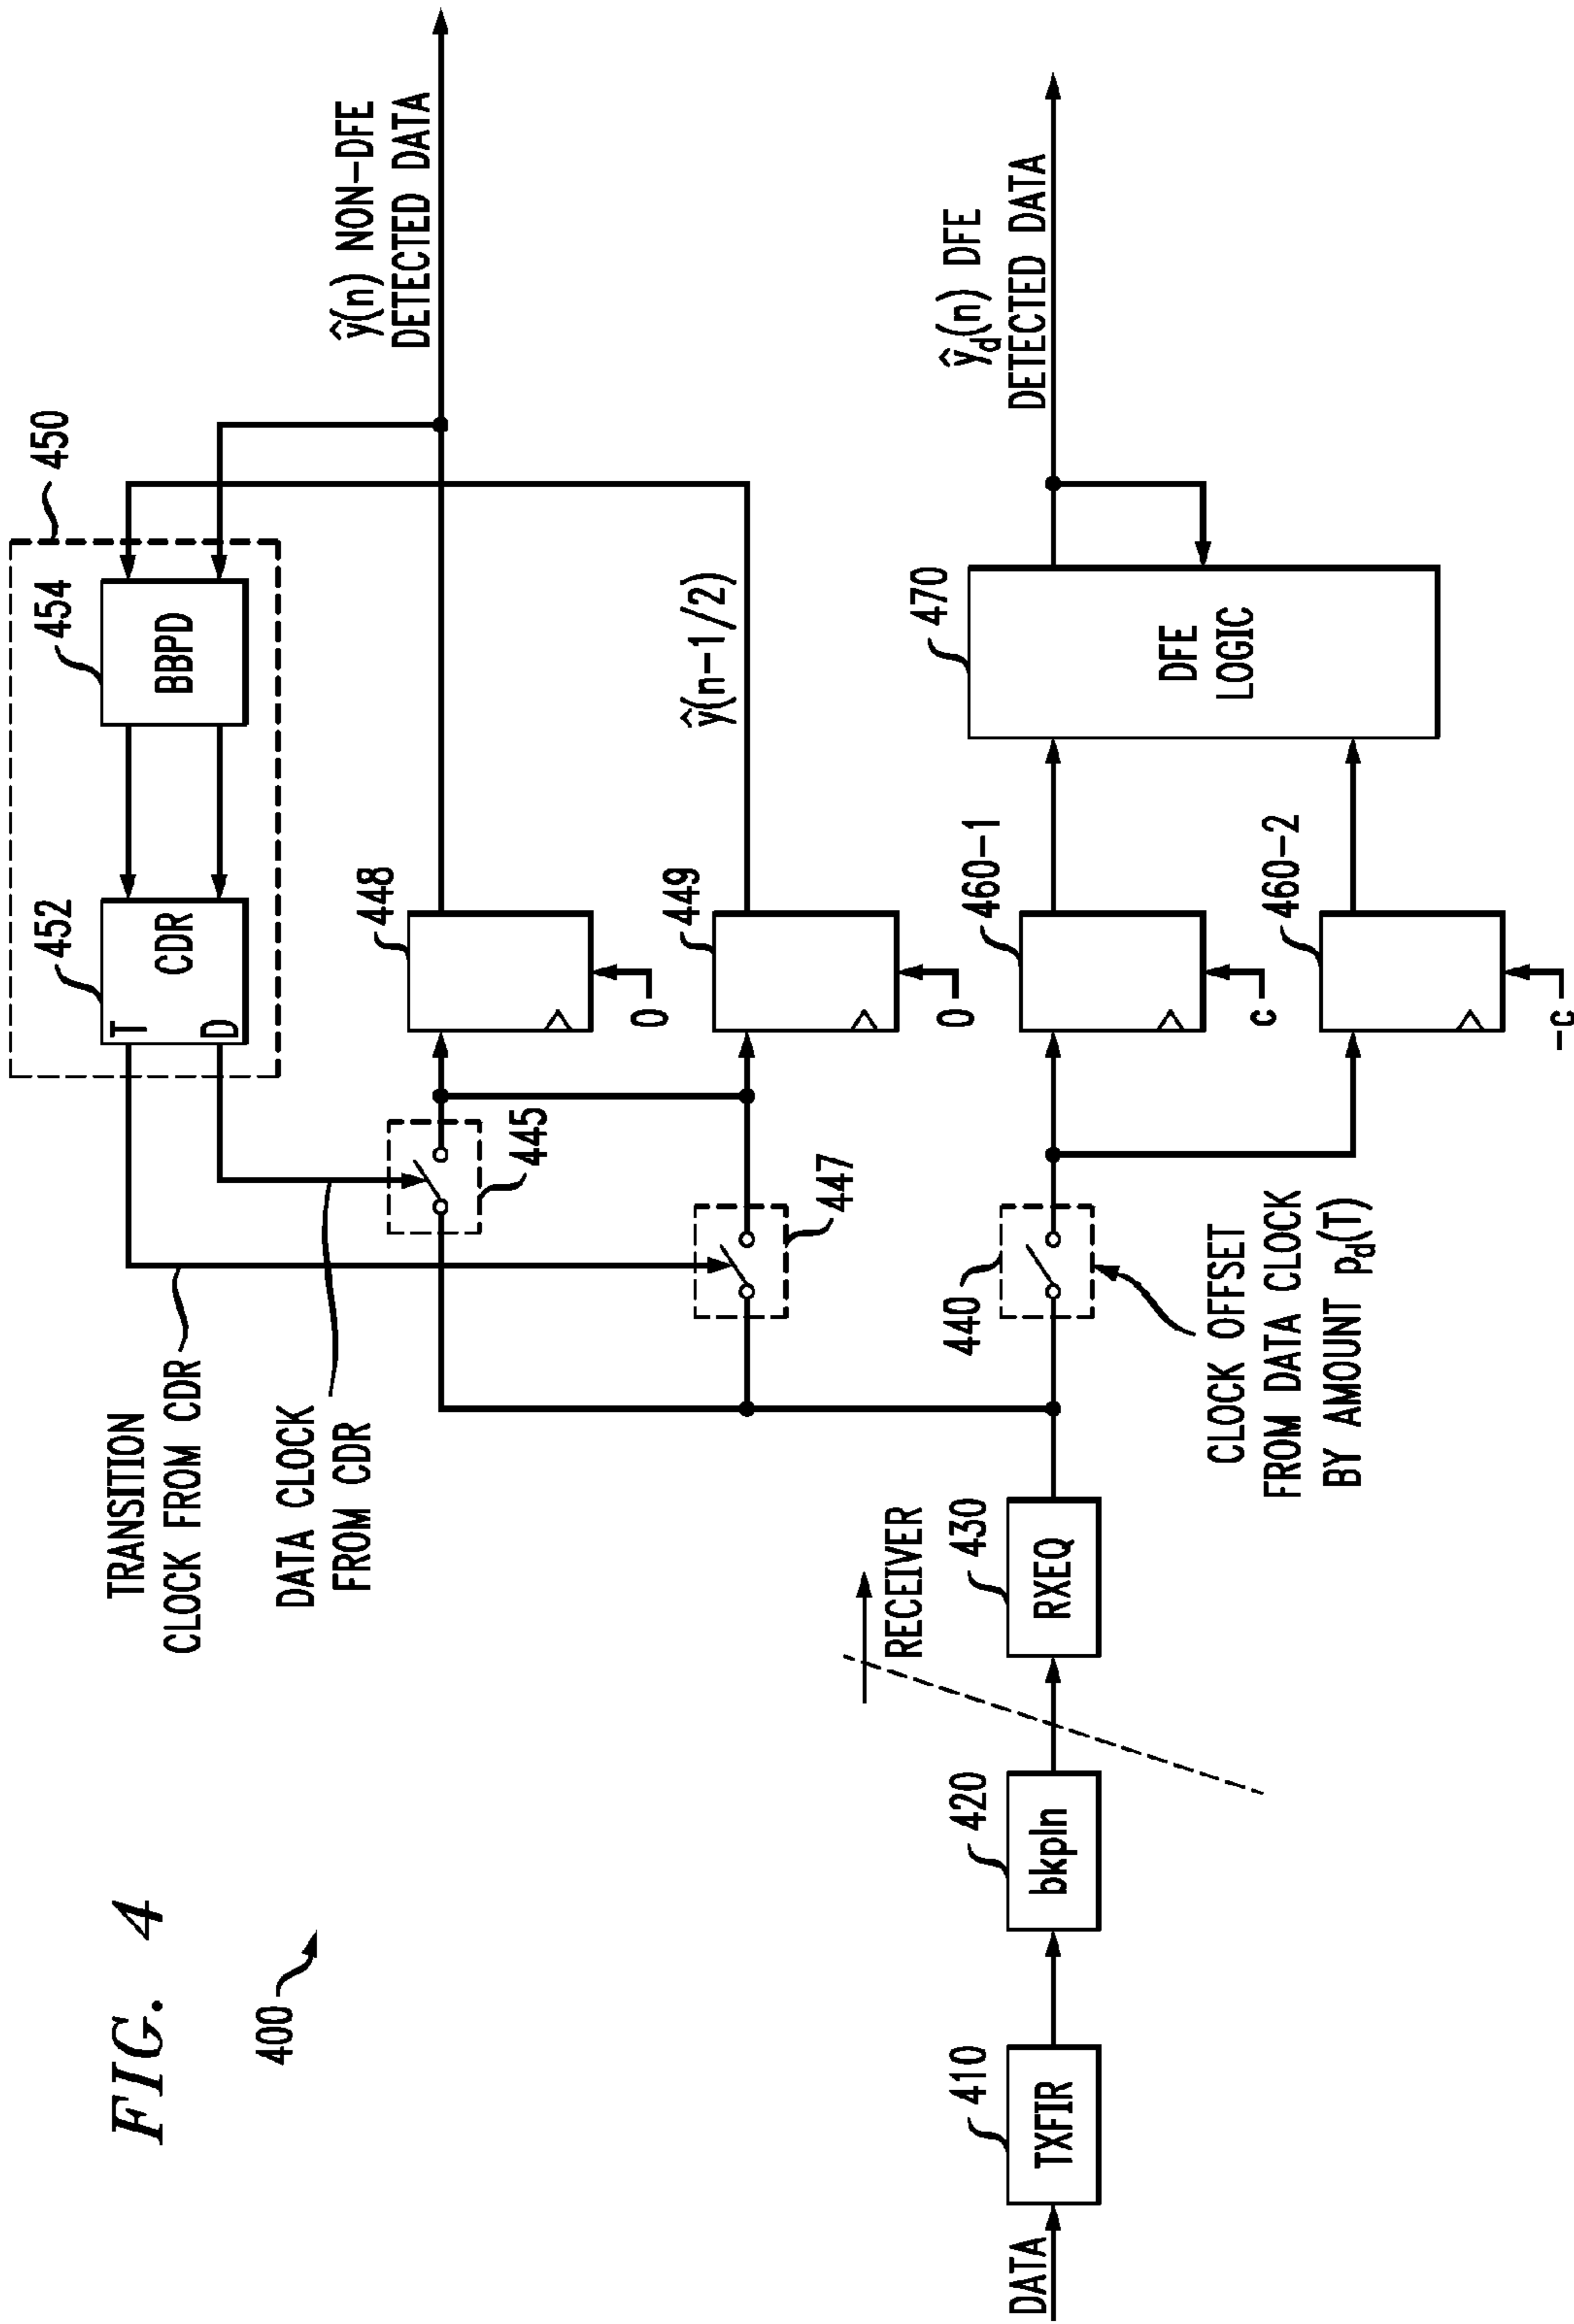 FIG. 4
400
DATA
TXFIR
410
bkpln
420
RECEIVER
RXEQ
430
TRANSITION
CLOCK FROM CDR
DATA CLOCK
FROM CDR
CLOCK OFFSET
FROM DATA CLOCK
BY AMOUNT pd(T)
440
445
447
450
452
T
CDR
D
454
BBPD
448
0
449
0
460-1
c
460-2
-c
ŷ(n-1/2)
470
DFE
LOGIC
ŷ(n) NON-DFE
DETECTED DATA
ŷd(n) DFE
DETECTED DATA